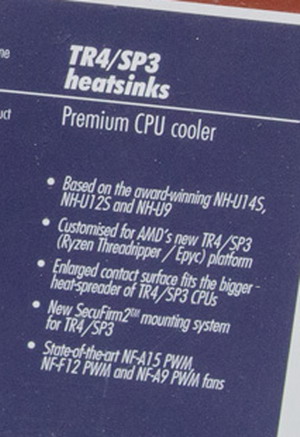 me
TR4/SP3
heatsinks
uct
Premium CPU cooler
• Based on the award-winning NH-U14S,
NH-U12S and NH-U9
• Customised for AMD's new TR4/SP3
(Ryzen Threadripper / Epyc) platform
• Enlarged contact surface fits the bigger-
heat-spreader of TR4/SP3 CPUs
• New SecuFirm2™ mounting system
for TR4/SP3
• State-of-the-art NF-A15 PWM,
NF-F12 PWM and NF-A9 PWM fans